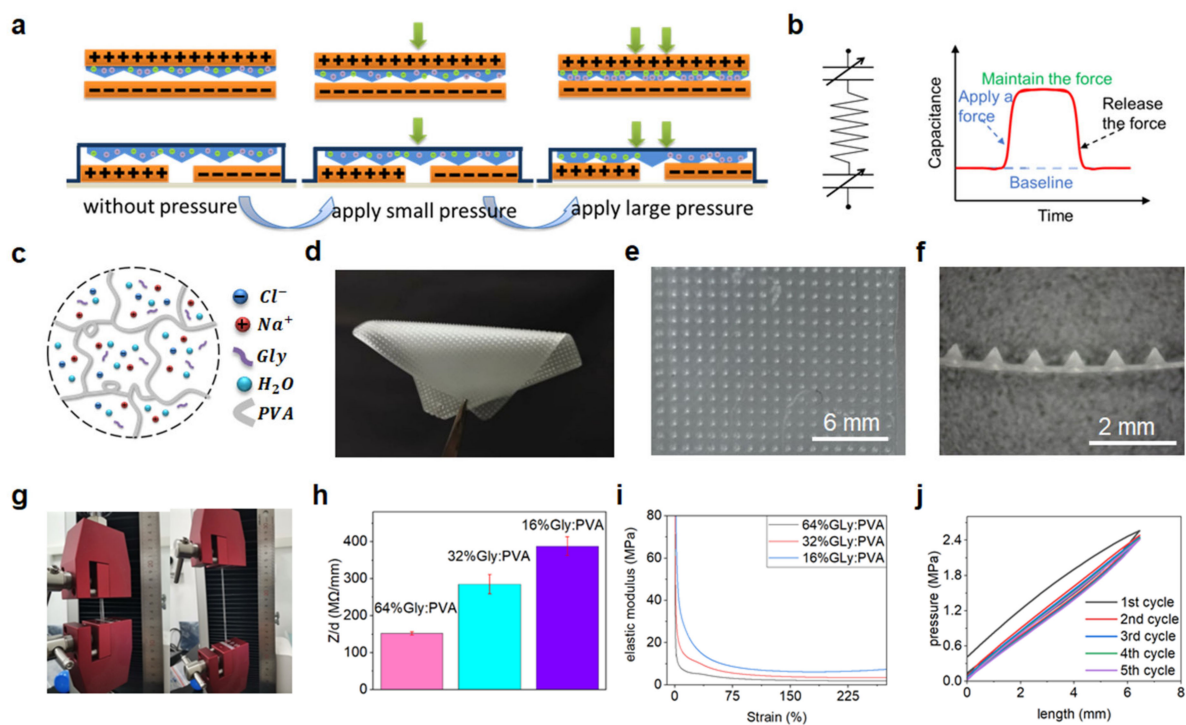 a
without pressure
apply small pressure
apply large pressure
b
Capacitance
Maintain the force
Apply a
force
Release
the force
Baseline
Time
c
Cl⁻
Na⁺
Gly
H₂O
PVA
d
e
6 mm
f
2 mm
g
h
Z/d (MΩ/mm)
400
300
200
100
0
64%Gly:PVA
32%Gly:PVA
16%Gly:PVA
i
elastic modulus (MPa)
80
60
40
20
0
64%GLy:PVA
32%GLy:PVA
16%GLy:PVA
0 75 150 225
Strain (%)
j
pressure (MPa)
2.4
1.8
1.2
0.6
0.0
1st cycle
2nd cycle
3rd cycle
4th cycle
5th cycle
0 2 4 6 8
length (mm)